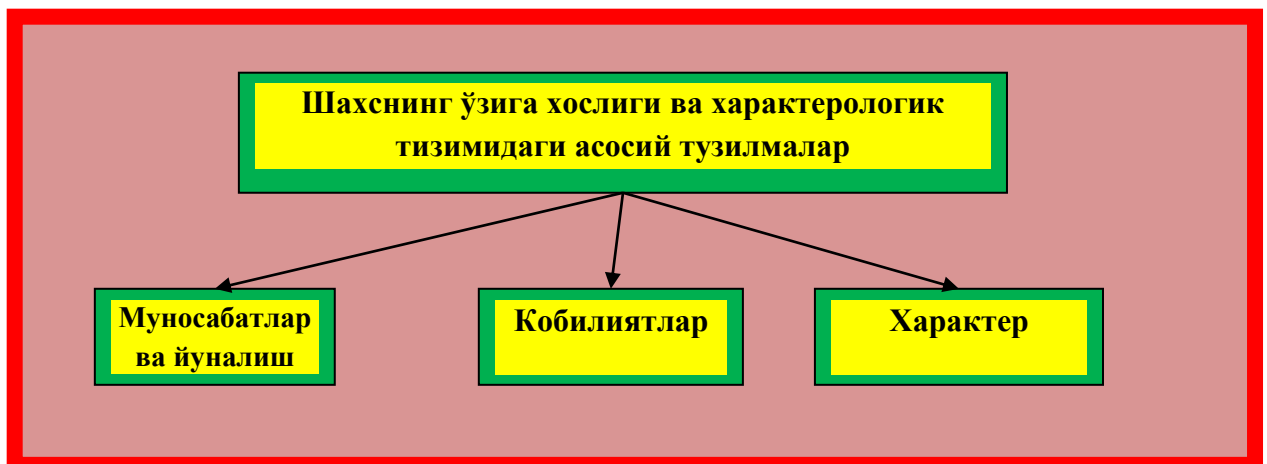 Шахснинг ўзига хослиги ва характерологик
тизимидаги асосий тузилмалар
Муносабатлар
ва йуналиш
Кобилиятлар
Характер